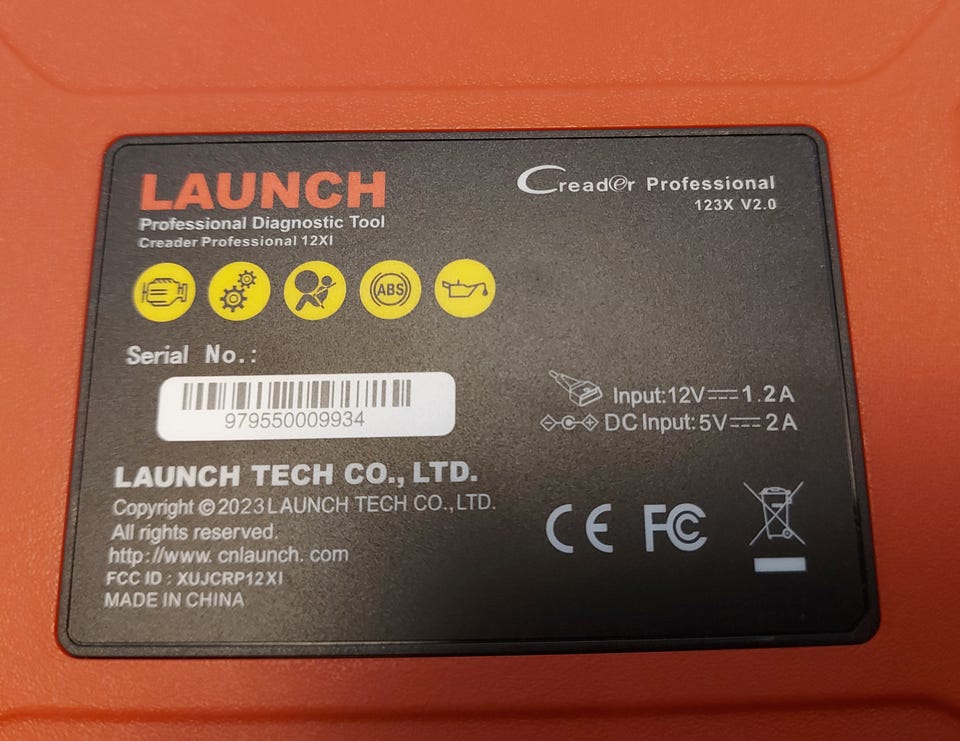 LAUNCH
Professional Diagnostic Tool
Creader Professional 12XI
Creader Professional
123X V2.0
ABS
Serial No.:
979550009934
Input:12V⎓1.2A
DC Input:5V⎓2A
LAUNCH TECH CO., LTD.
Copyright ©2023 LAUNCH TECH CO., LTD.
All rights reserved.
http://www. cnlaunch. com
FCC ID : XUJCRP12XI
MADE IN CHINA
CE FC